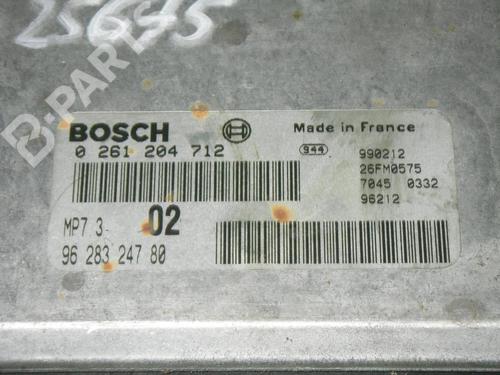 25675
B-PARTS
BOSCH
Made in France
0 261 204 712
944
990212
26FM0575
7045 0332
96212
MP7 3-
02
96 283 247 80